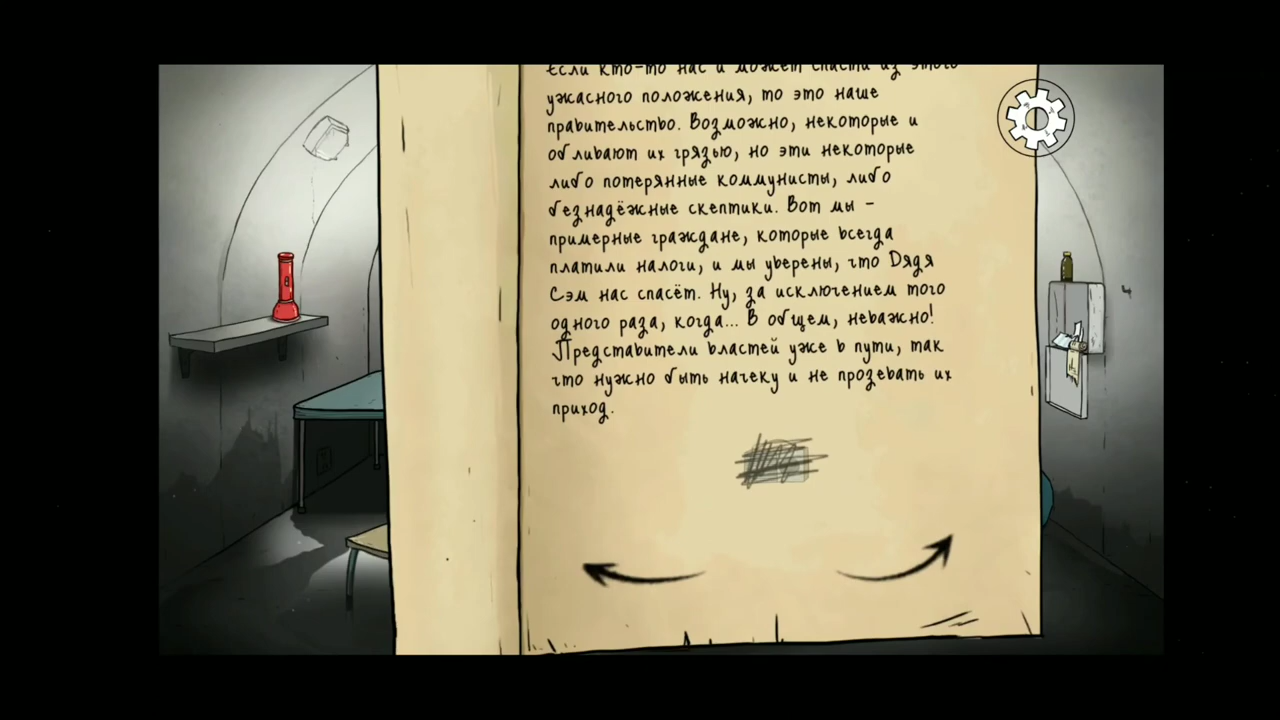 Если кто-то нас и может спасти из этого
ужасного положения, то это наше
правительство. Возможно, некоторые и
обливают их грязью, но эти некоторые
либо потерянные коммунисты, либо
безнадёжные скептики. Вот мы -
примерные граждане, которые всегда
платили налоги, и мы уверены, что Дядя
Сэм нас спасёт. Ну, за исключением того
одного раза, когда... В общем, неважно!
Представители властей уже в пути, так
что нужно быть начеку и не прозевать их
приход.